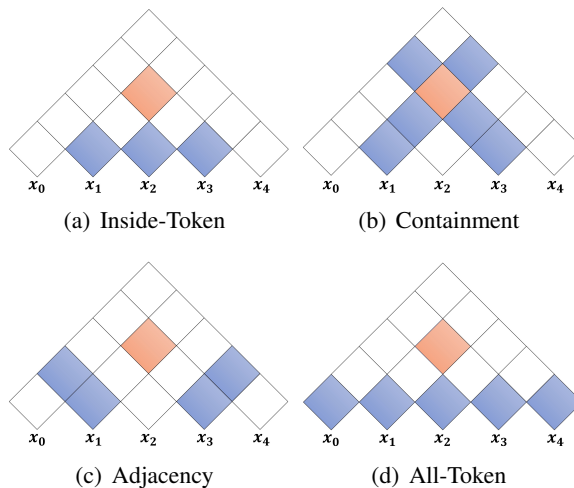 x₀ x₁ x₂ x₃ x₄ x₀ x₁ x₂ x₃ x₄
(a) Inside-Token (b) Containment
x₀ x₁ x₂ x₃ x₄ x₀ x₁ x₂ x₃ x₄
(c) Adjacency (d) All-Token